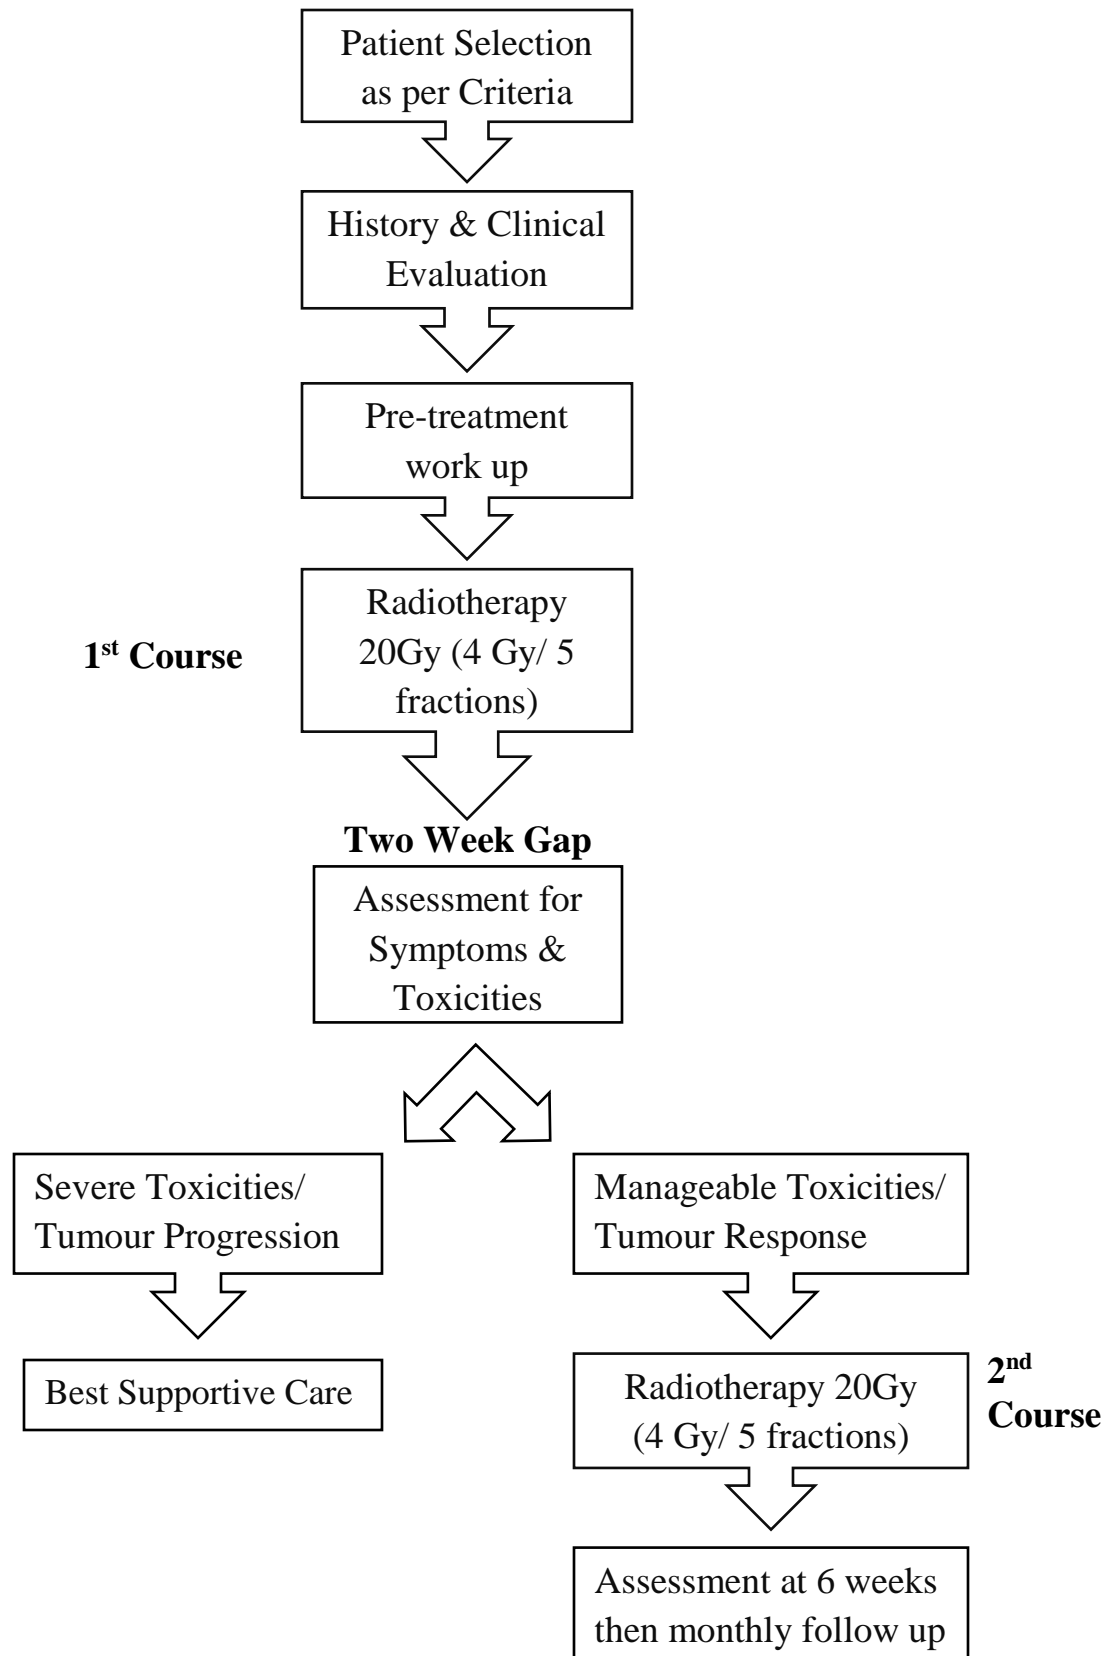 Patient Selection
as per Criteria
History & Clinical
Evaluation
Pre-treatment
work up
1st Course
Radiotherapy
20Gy (4 Gy/ 5
fractions)
Two Week Gap
Assessment for
Symptoms &
Toxicities
Severe Toxicities/
Tumour Progression
Manageable Toxicities/
Tumour Response
Best Supportive Care
Radiotherapy 20Gy
(4 Gy/ 5 fractions)
2nd
Course
Assessment at 6 weeks
then monthly follow up